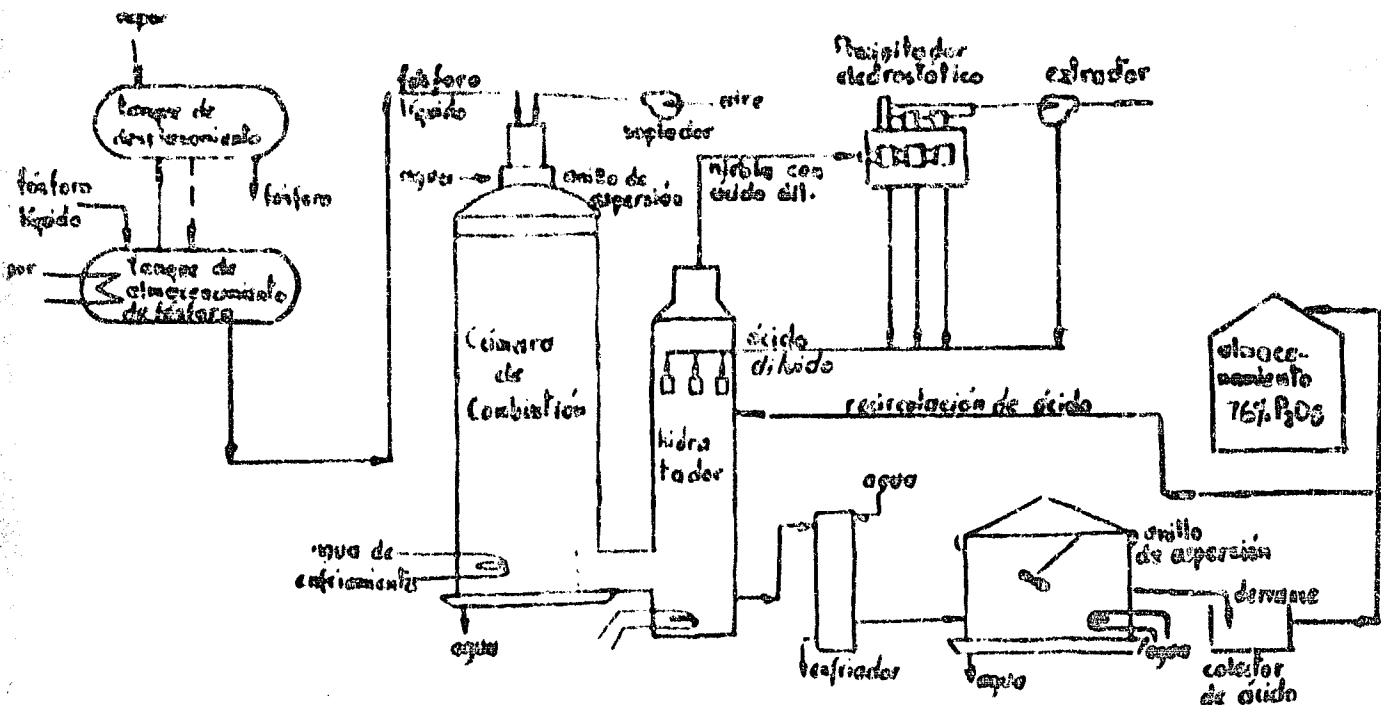 vapor
tanque de
desplazamiento
fósforo
líquido
fósforo
por
tanque de
almacenamiento
de fósforo
fósforo
líquido
aire
soplador
agua
anillo de
aspersión
Cámara
de
Combustión
agua de
enfriamiento
agua
niebla con
ácido dil.
Precipitador
electrostático
extractor
ácido
diluido
hidra
tador
recirculación de ácido
agua
enfriador
anillo
de aspersión
agua
agua
derrame
colector
de ácido
almace-
namiento
76% P2O5